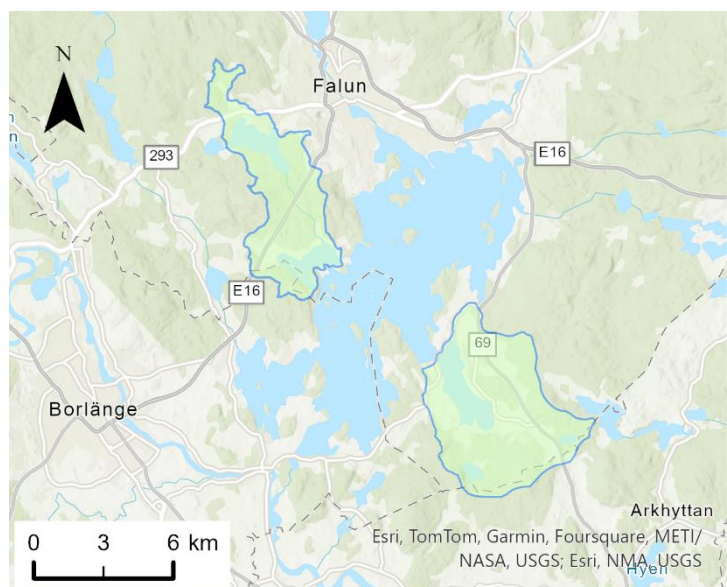 N
Falun
n
293
E16
E16
69
Borlänge
Arkhyttan
Esri, TomTom, Garmin, Foursquare, METI/
NASA, USGS; Esri, NMA, USGS
Hyen
0 3 6 km